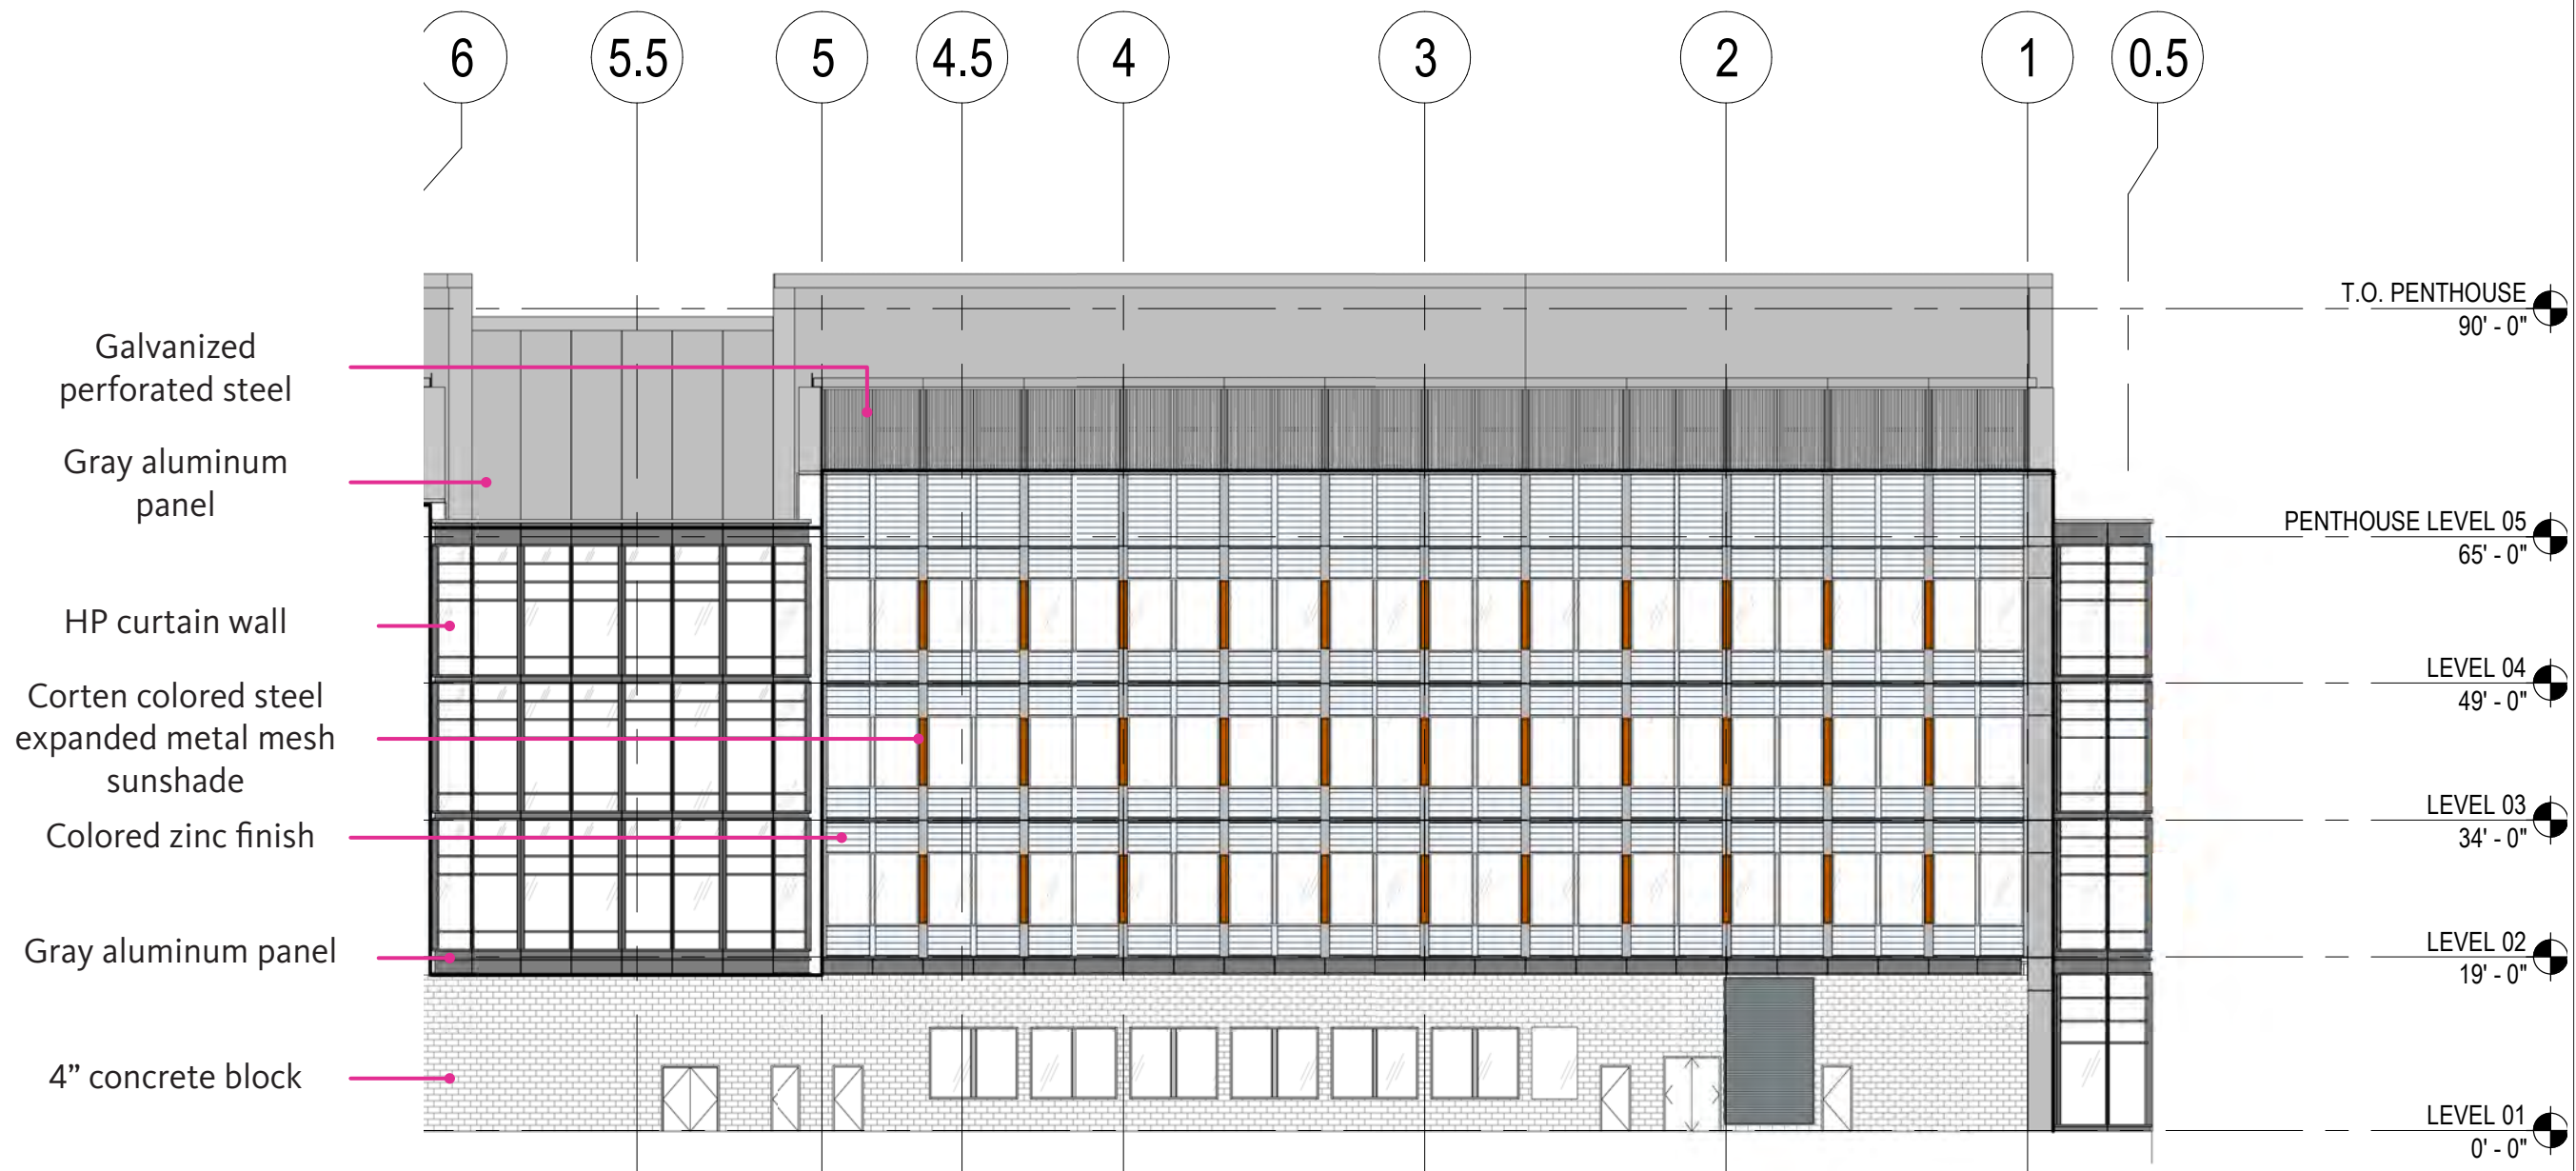 6
5.5
5
4.5
4
3
2
1
0.5
T.O. PENTHOUSE
90' - 0"
Galvanized
perforated steel
Gray aluminum
panel
PENTHOUSE LEVEL 05
65' - 0"
HP curtain wall
LEVEL 04
49' - 0"
Corten colored steel
expanded metal mesh
sunshade
LEVEL 03
34' - 0"
Colored zinc finish
LEVEL 02
19' - 0"
Gray aluminum panel
4” concrete block
LEVEL 01
0' - 0"